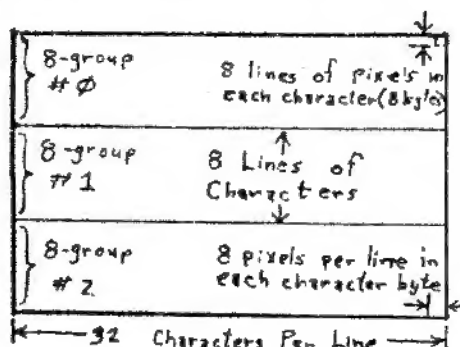 8-group
# Ø
8 lines of pixels in
each character (8 bytes)
8-group
# 1
8 Lines of
Characters
8-group
# 2
8 pixels per line in
each character byte
32 Characters Per Line